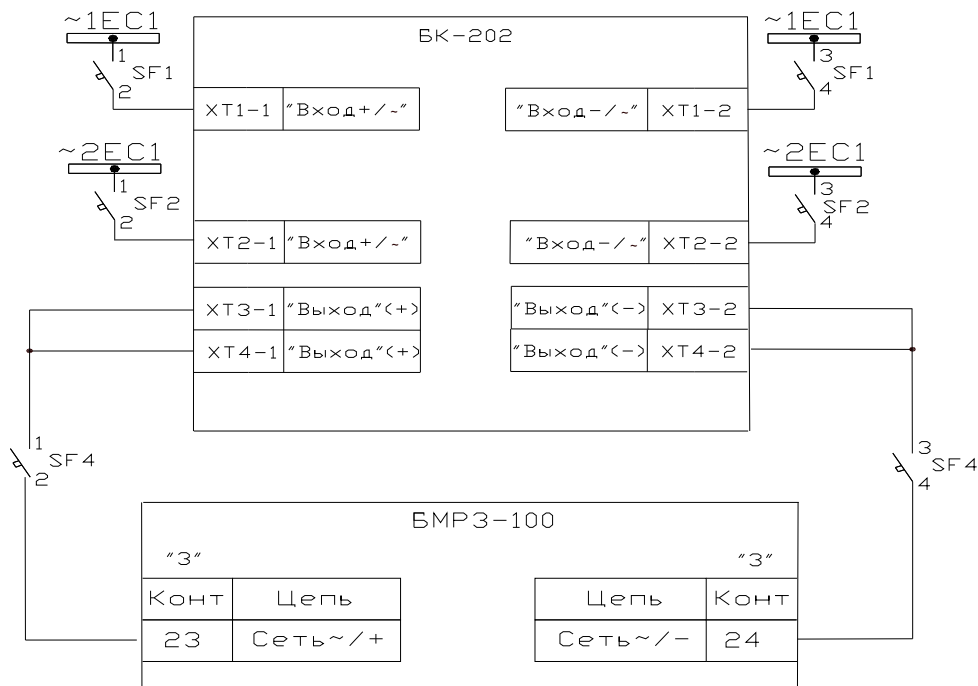 ~1EC1 БК-202 ~1EC1
1 3
SF1 SF1
2 4
XT1-1 "Вход+/~" "Вход-/~" XT1-2
~2EC1 ~2EC1
1 3
SF2 SF2
2 4
XT2-1 "Вход+/~" "Вход-/~" XT2-2
XT3-1 "Выход"(+) "Выход"(-) XT3-2
XT4-1 "Выход"(+) "Выход"(-) XT4-2
1 3
SF4 SF4
2 4
БМРЗ-100
"3" "3"
Конт Цепь Цепь Конт
23 Сеть~/+ Сеть~/- 24